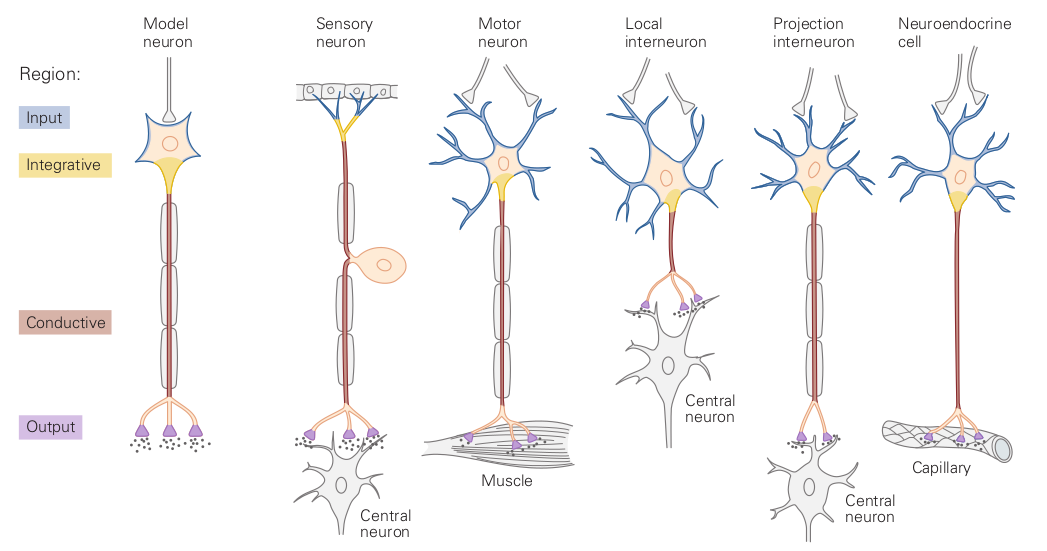 Model
neuron
Sensory
neuron
Motor
neuron
Local
interneuron
Projection
interneuron
Neuroendocrine
cell
Region:
Input
Integrative
Conductive
Output
Central
neuron
Muscle
Central
neuron
Central
neuron
Capillary